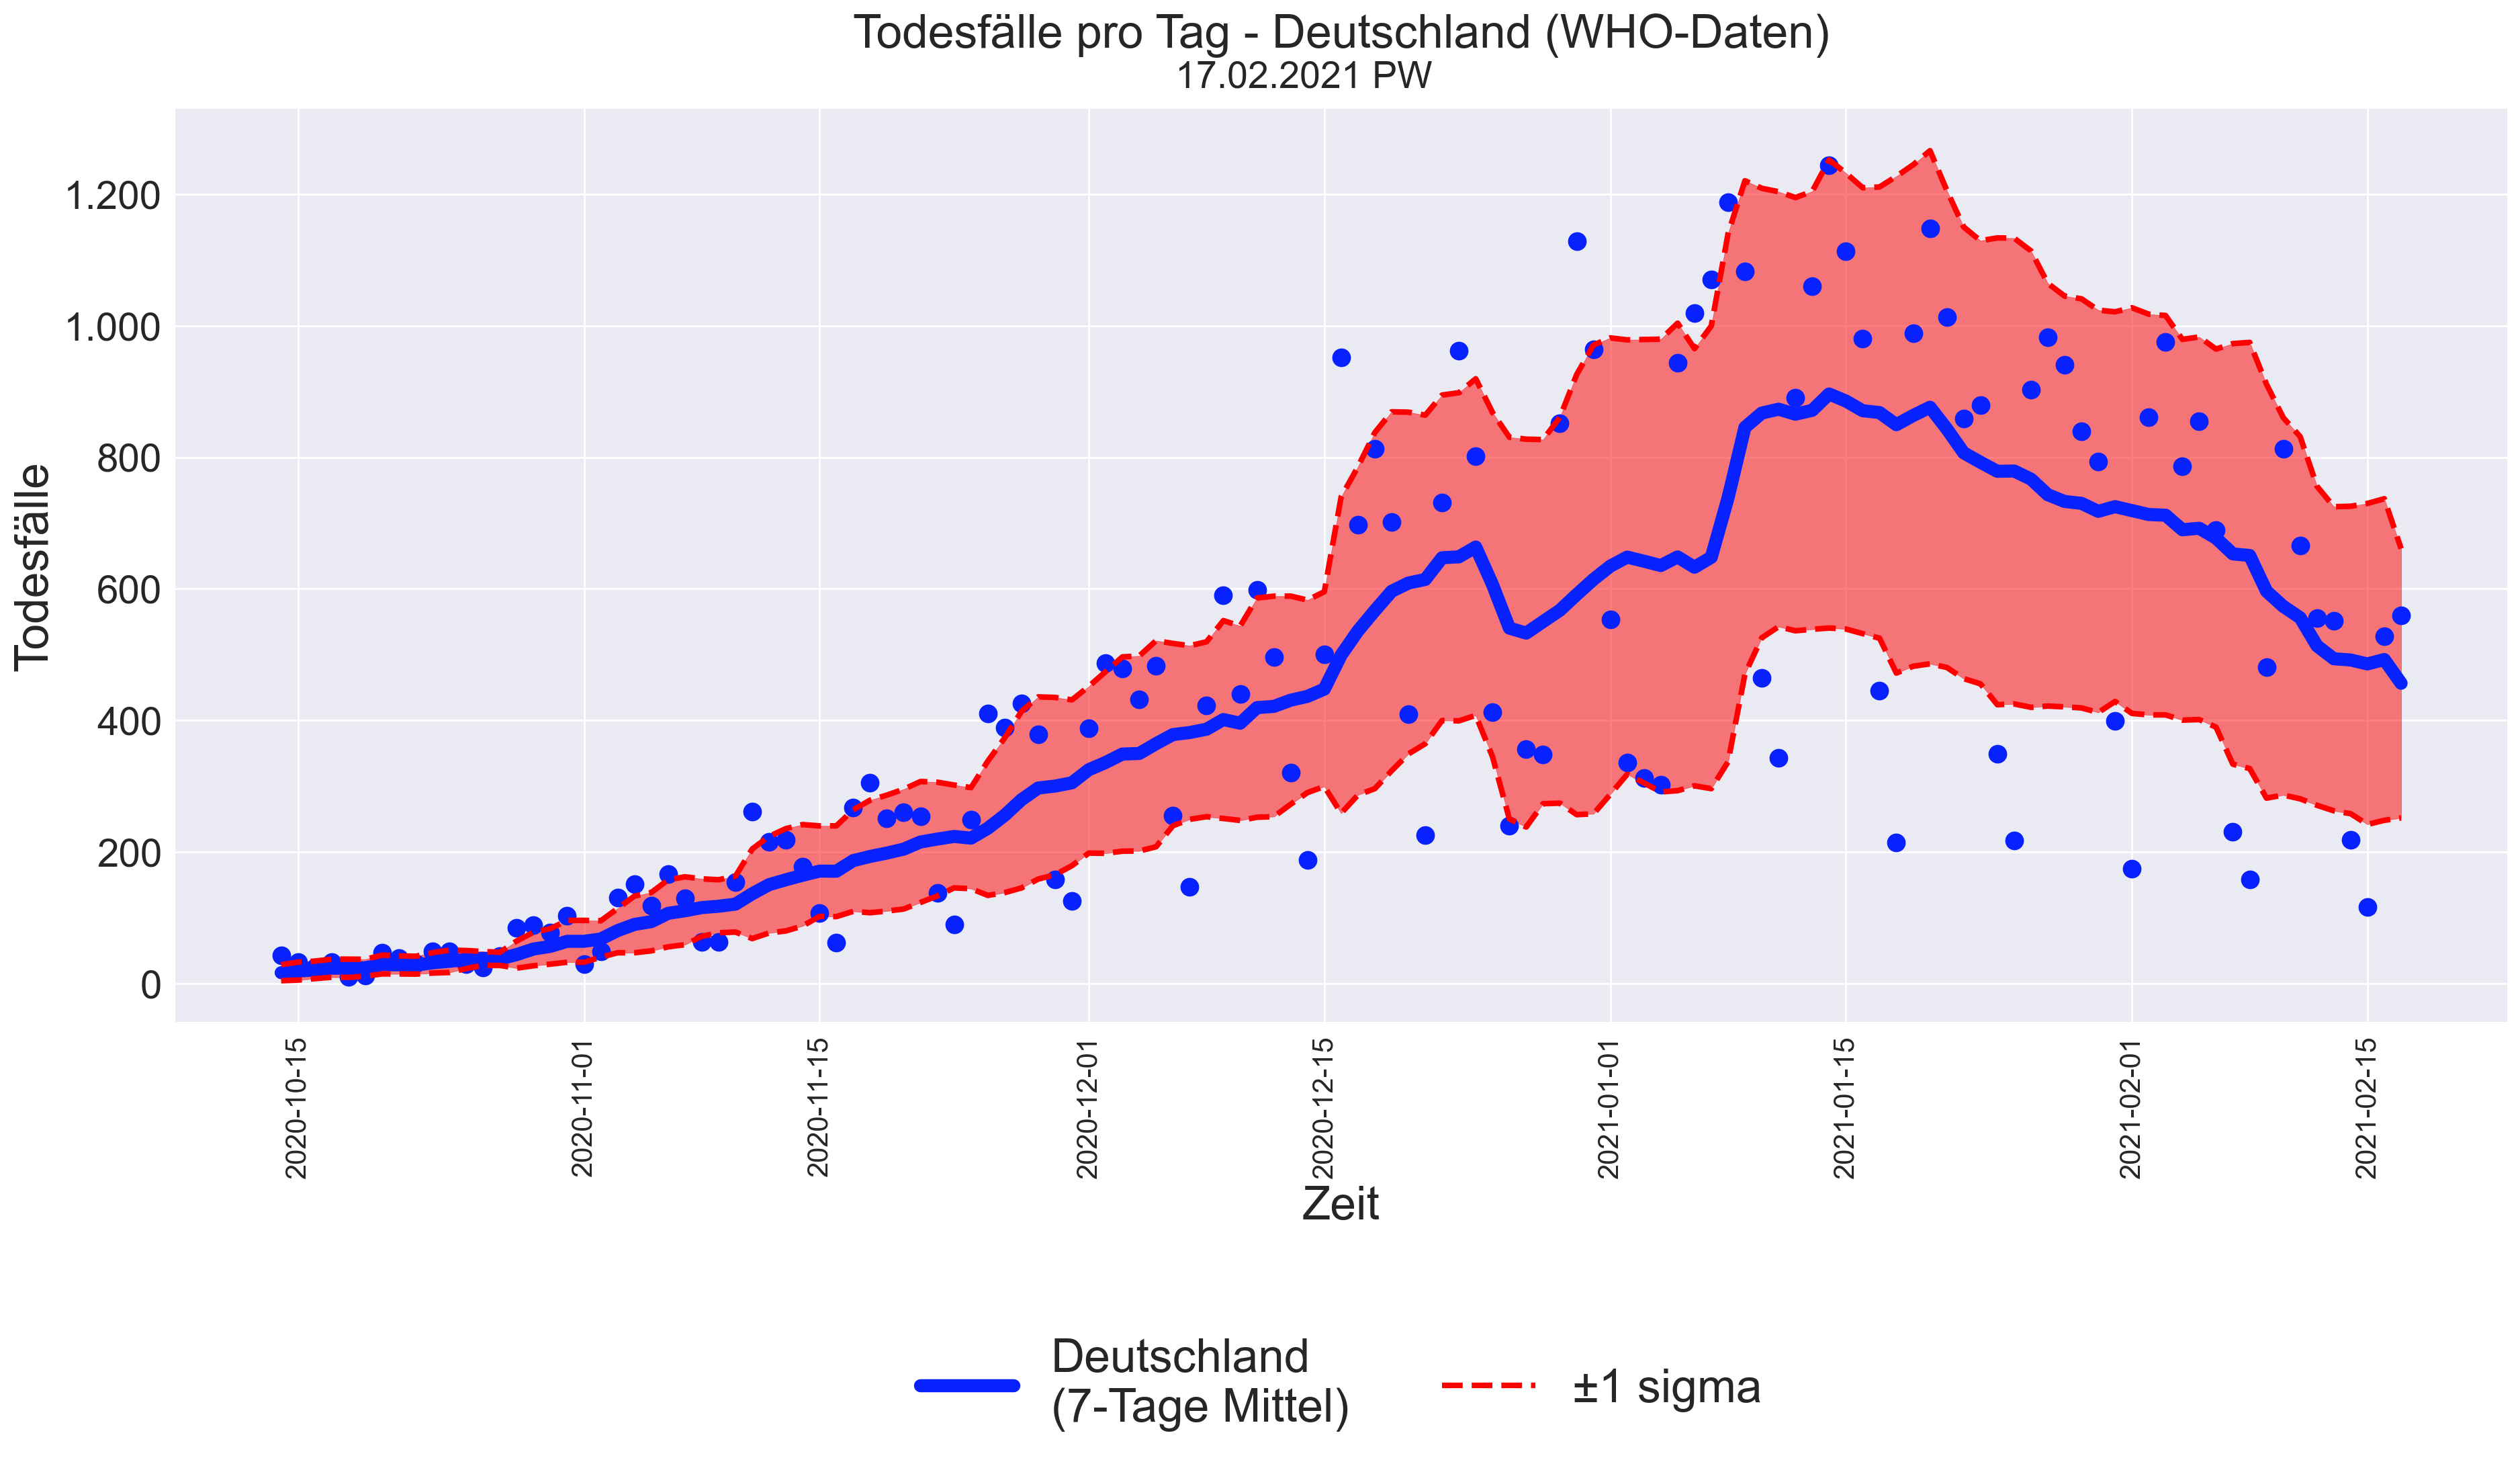 Todesfälle pro Tag - Deutschland (WHO-Daten)
17.02.2021 PW
Todesfälle
1.200
1.000
800
600
400
200
0
2020-10-15
2020-11-01
2020-11-15
2020-12-01
2020-12-15
2021-01-01
2021-01-15
2021-02-01
2021-02-15
Zeit
Deutschland
(7-Tage Mittel)
±1 sigma